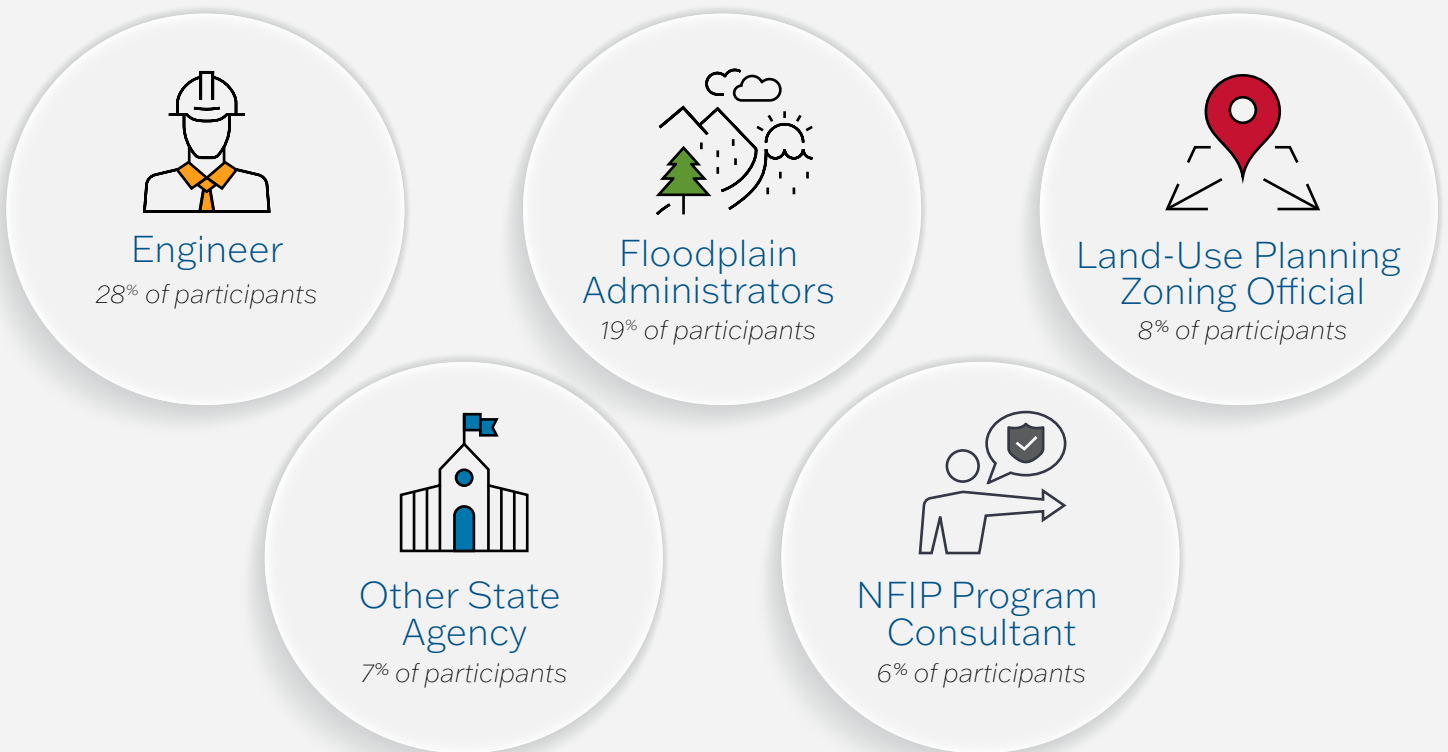 Engineer
28% of participants
Floodplain
Administrators
19% of participants
Land-Use Planning
Zoning Official
8% of participants
Other State
Agency
7% of participants
NFIP Program
Consultant
6% of participants